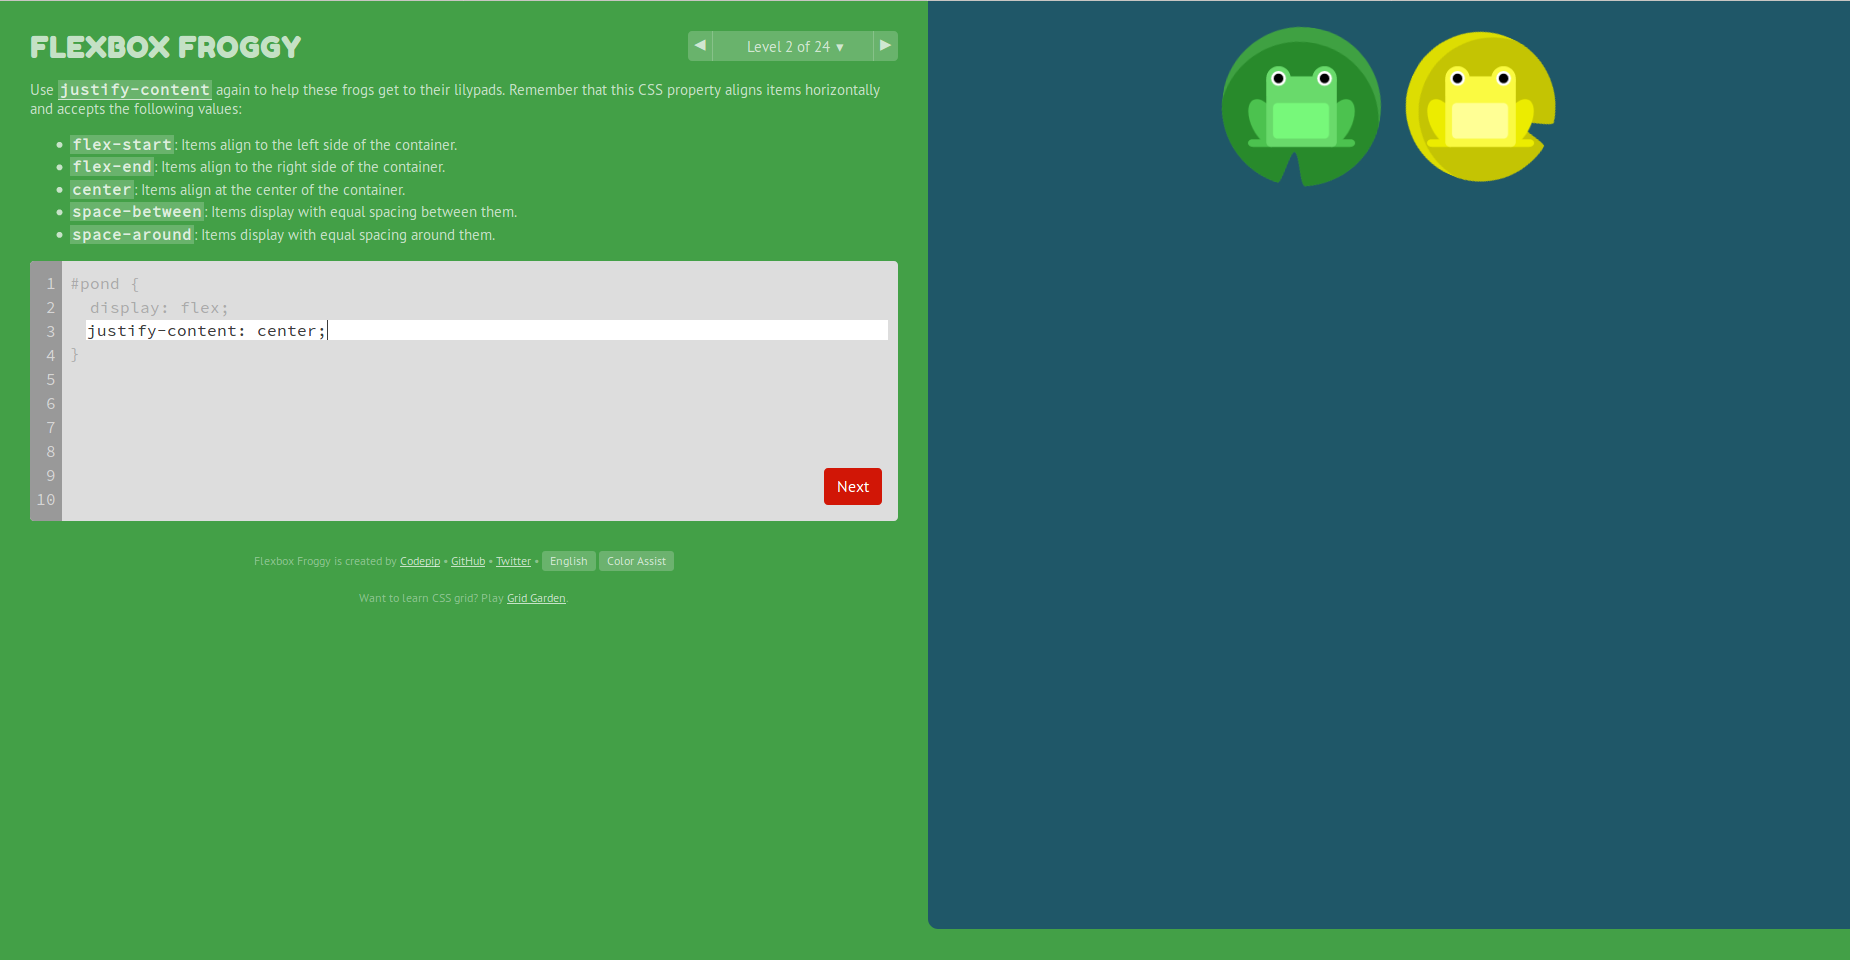 FLEXBOX FROGGY
◀ Level 2 of 24 ▾ ▶
Use justify-content again to help these frogs get to their lilypads. Remember that this CSS property aligns items horizontally
and accepts the following values:
• flex-start: Items align to the left side of the container.
• flex-end: Items align to the right side of the container.
• center: Items align at the center of the container.
• space-between: Items display with equal spacing between them.
• space-around: Items display with equal spacing around them.
1 #pond {
2 display: flex;
3 justify-content: center;
4 }
5
6
7
8
9
10
Next
Flexbox Froggy is created by Codepip • GitHub • Twitter • English Color Assist
Want to learn CSS grid? Play Grid Garden.